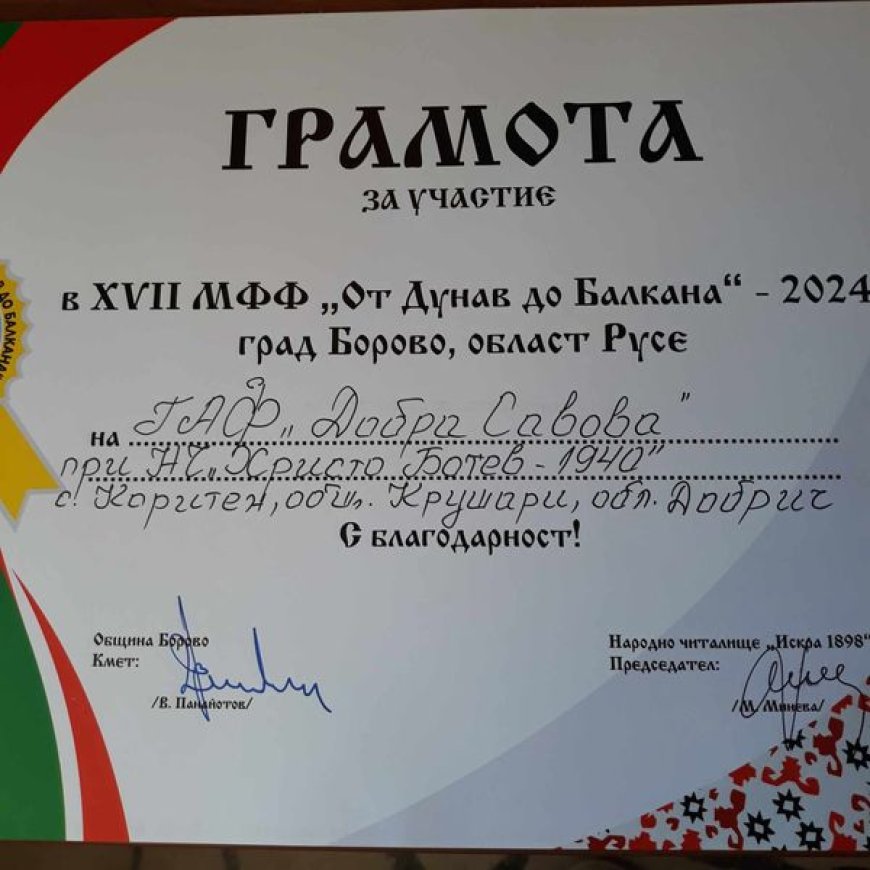 ГРАМОТА
ЗА УЧАСТИЕ
в XVII МФФ „От Дунав до Балкана“ - 2024
град Борово, област Русе
на ГАФ „Добра Савова"
при НЧ „Христо Ботев - 1940"
с. Коритен, общ. Крушари, обл. Добрич
С благодарност!
Община Борово
Кмет:
/В. Панайотов/
Народно читалище „Искра 1898“
Председател:
/М. Минева/
ДО БАЛКАНА“